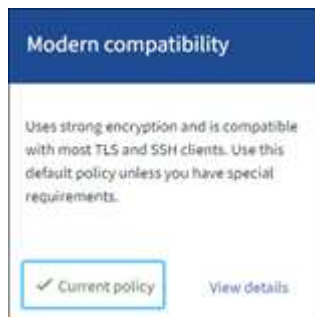 Modern compatibility
Uses strong encryption and is compatible
with most TLS and SSH clients. Use this
default policy unless you have special
requirements.
✓ Current policy
View details